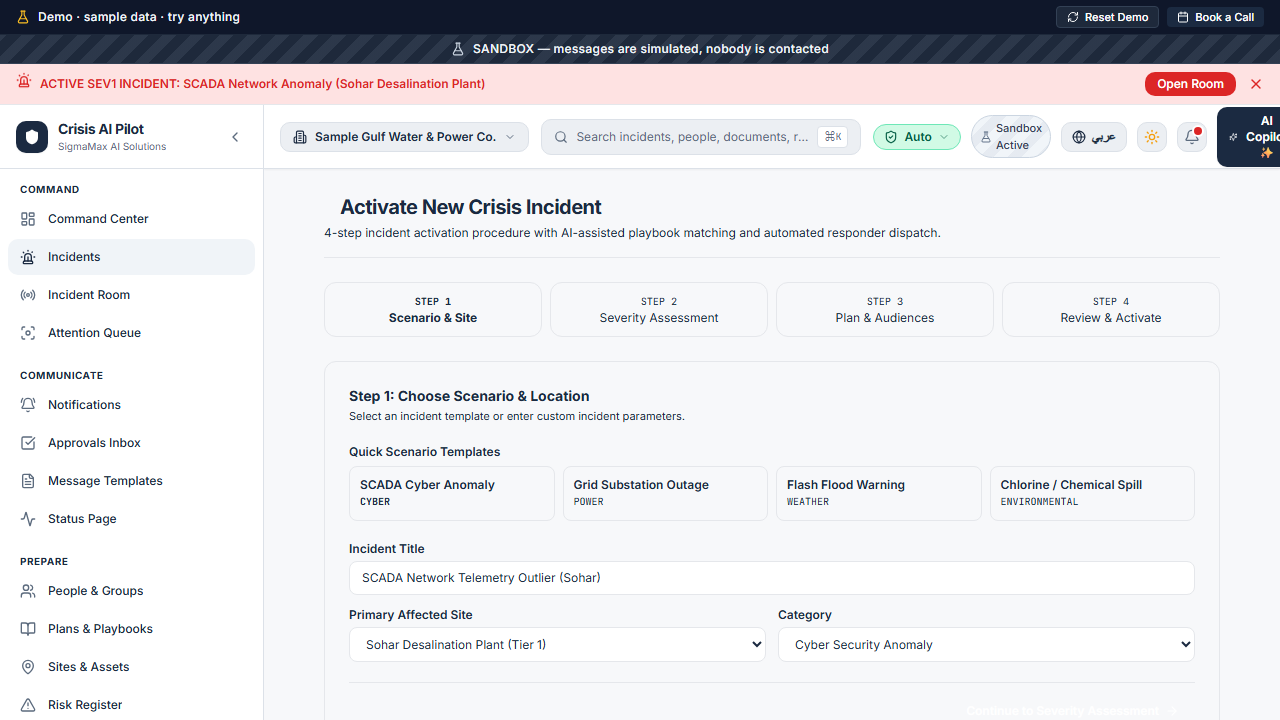 Demo · sample data · try anything
Reset Demo
Book a Call
SANDBOX — messages are simulated, nobody is contacted
ACTIVE SEV1 INCIDENT: SCADA Network Anomaly (Sohar Desalination Plant)
Open Room
Crisis AI Pilot
SigmaMax AI Solutions
Sample Gulf Water & Power Co.
Search incidents, people, documents, r...
⌘K
Auto
Sandbox
Active
عربي
AI
Copilo
COMMAND
Command Center
Incidents
Incident Room
Attention Queue
COMMUNICATE
Notifications
Approvals Inbox
Message Templates
Status Page
PREPARE
People & Groups
Plans & Playbooks
Sites & Assets
Risk Register
Activate New Crisis Incident
4-step incident activation procedure with AI-assisted playbook matching and automated responder dispatch.
STEP 1
Scenario & Site
STEP 2
Severity Assessment
STEP 3
Plan & Audiences
STEP 4
Review & Activate
Step 1: Choose Scenario & Location
Select an incident template or enter custom incident parameters.
Quick Scenario Templates
SCADA Cyber Anomaly
CYBER
Grid Substation Outage
POWER
Flash Flood Warning
WEATHER
Chlorine / Chemical Spill
ENVIRONMENTAL
Incident Title
SCADA Network Telemetry Outlier (Sohar)
Primary Affected Site
Sohar Desalination Plant (Tier 1)
Category
Cyber Security Anomaly
Continue to Severity Assessment →